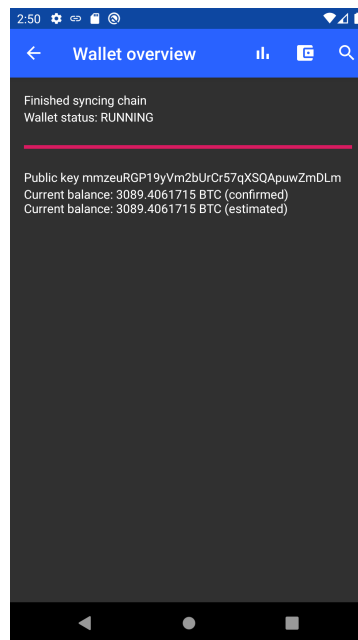 2:50
Wallet overview
Finished syncing chain
Wallet status: RUNNING
Public key mmzeuRGP19yVm2bUrCr57qXSQApuwZmDLm
Current balance: 3089.4061715 BTC (confirmed)
Current balance: 3089.4061715 BTC (estimated)